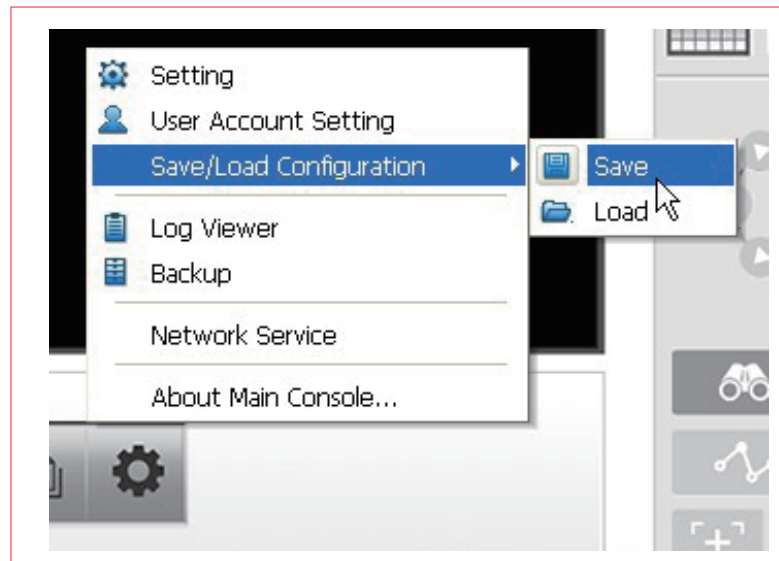 Setting
User Account Setting
Save/Load Configuration
Save
Load
Log Viewer
Backup
Network Service
About Main Console...